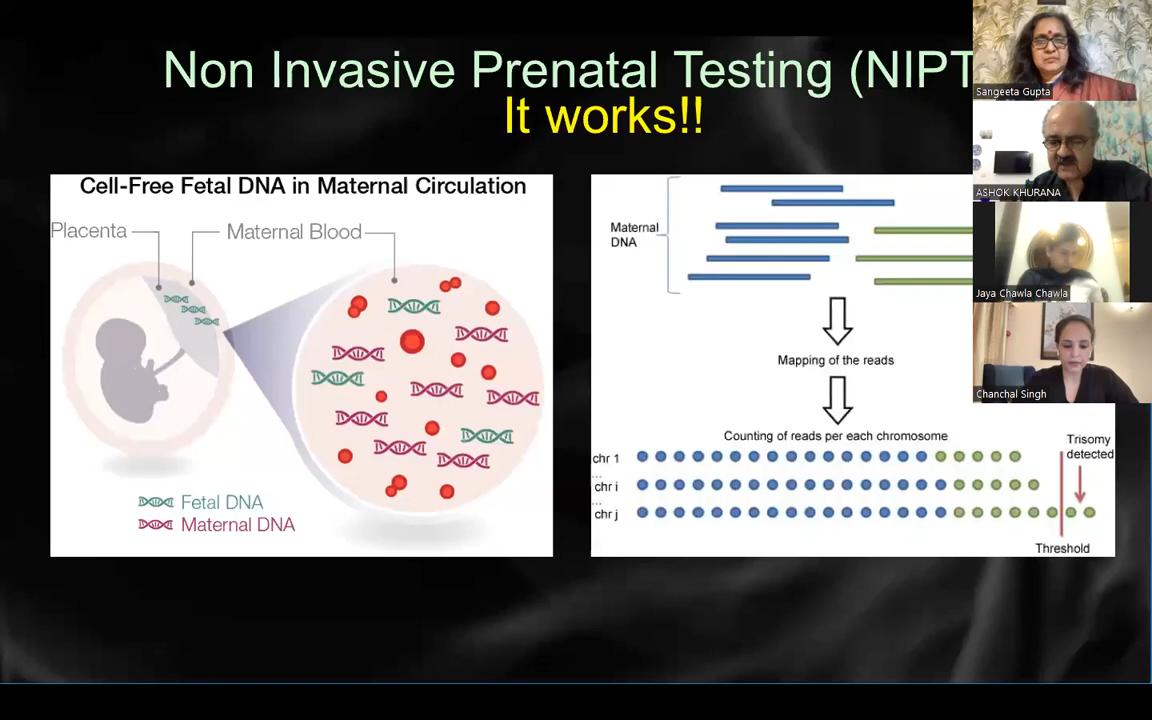 Non Invasive Prenatal Testing (NIPT
It works!!
Cell-Free Fetal DNA in Maternal Circulation
Placenta
Maternal Blood
Fetal DNA
Maternal DNA
Maternal
DNA
Mapping of the reads
Counting of reads per each chromosome
chr 1
...
chr i
...
chr j
Trisomy
detected
Threshold
Sangeeta Gupta
ASHOK KHURANA
Jaya Chawla Chawla
Chanchal Singh